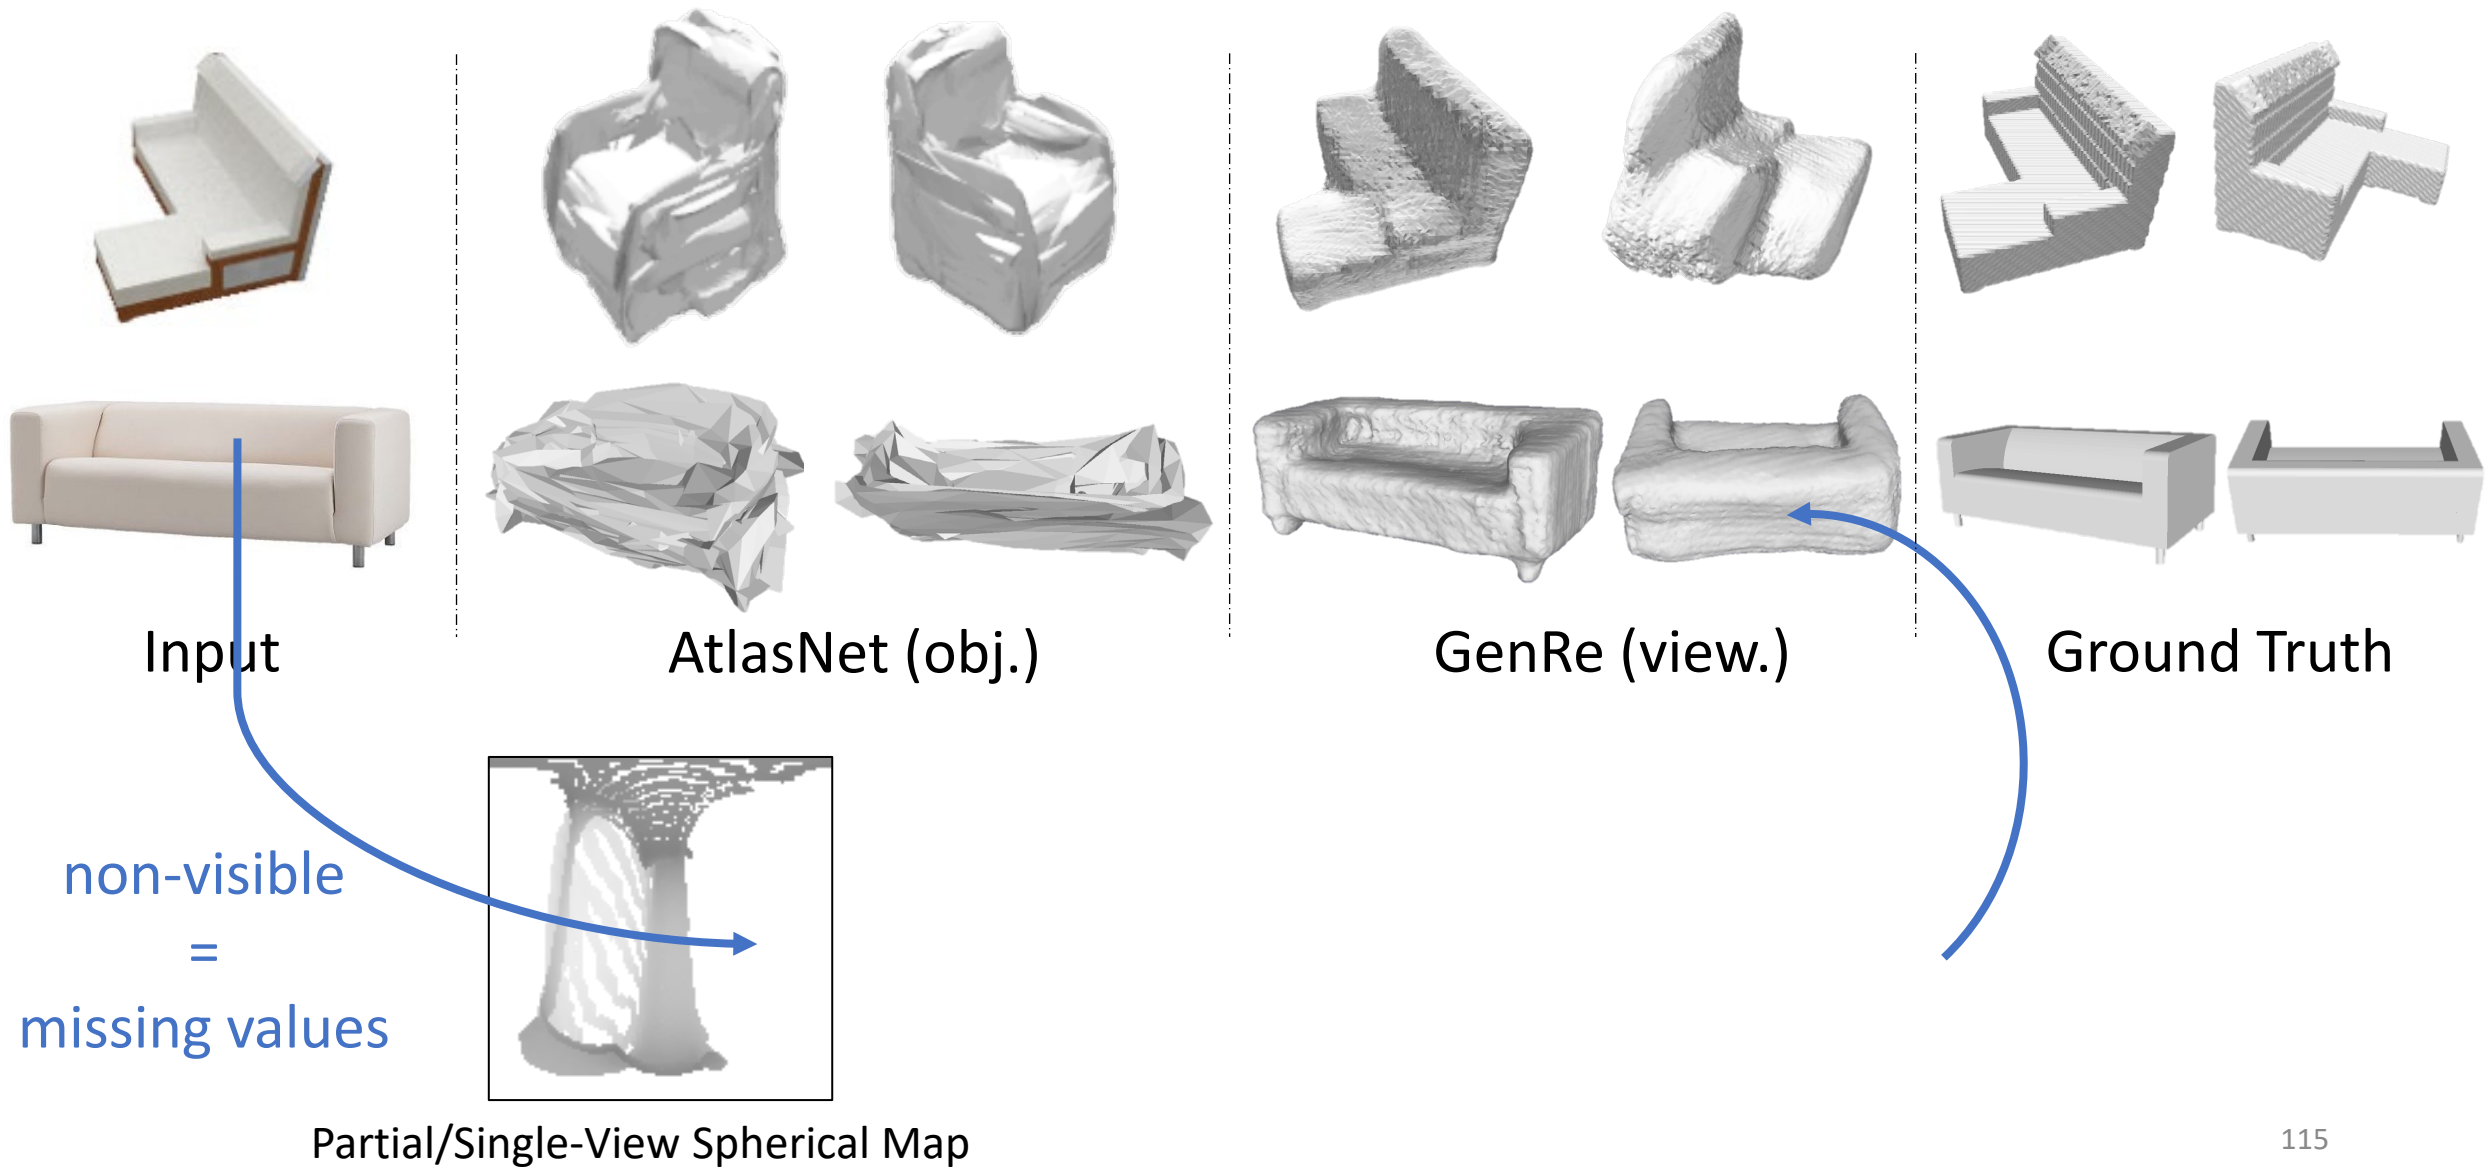 Input
AtlasNet (obj.)
GenRe (view.)
Ground Truth
non-visible
=
missing values
Partial/Single-View Spherical Map
115